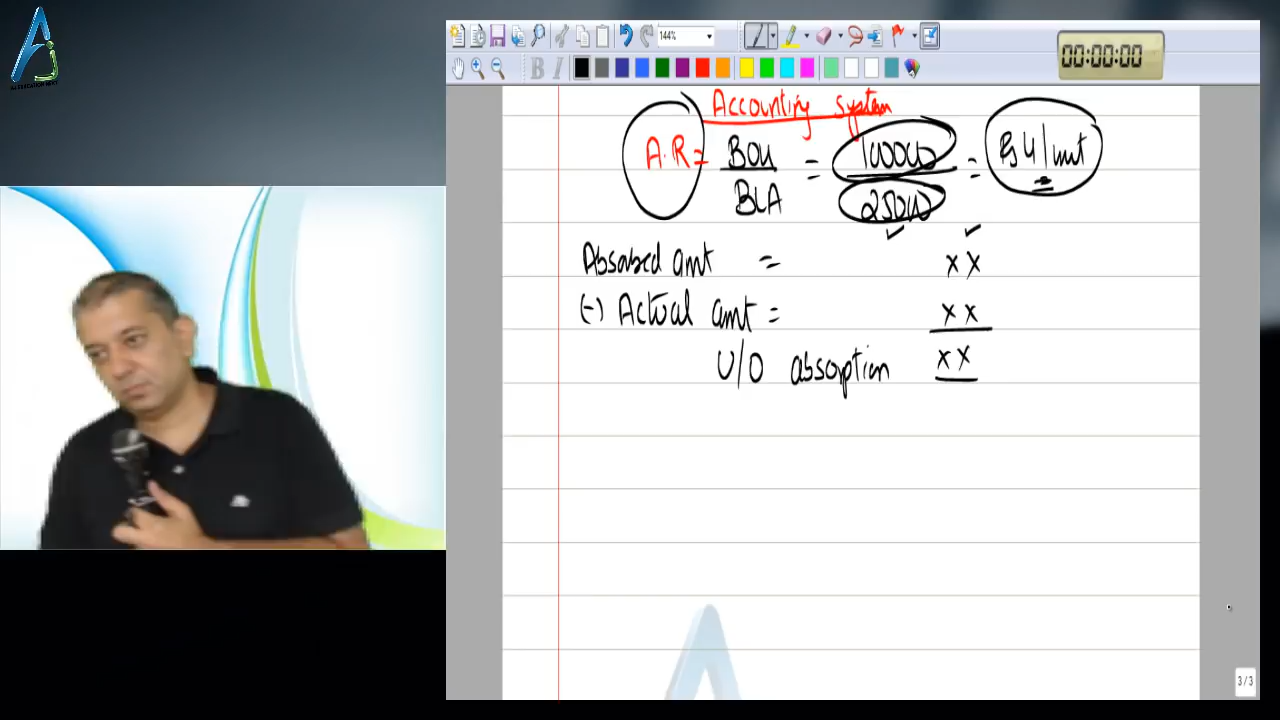 144%
00:00:00
Accounting system
A.R = BOH / BLA = 100000 / 25000 = Rs 4/unit
Absorbed amt = xx
(-) Actual amt = xx
U/O absorption xx
3/3